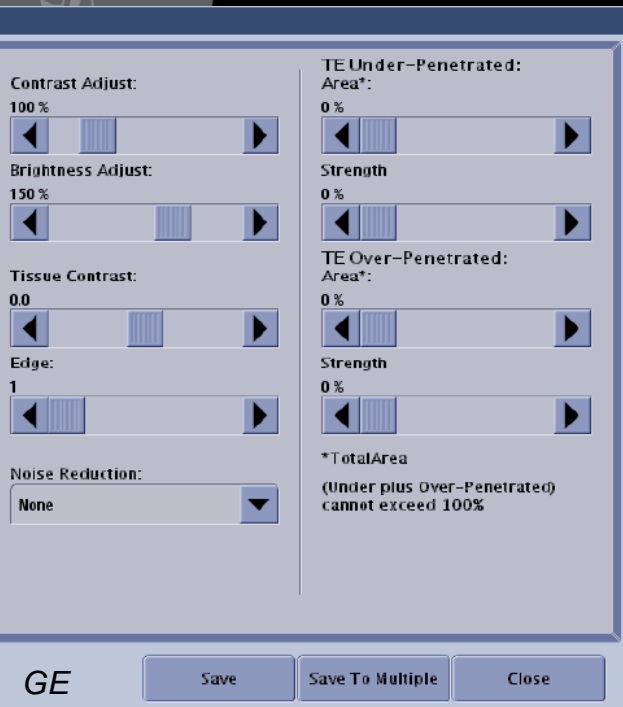 Contrast Adjust:
100 %
Brightness Adjust:
150 %
Tissue Contrast:
0.0
Edge:
1
Noise Reduction:
None
TE Under-Penetrated:
Area*:
0 %
Strength
0 %
TE Over-Penetrated:
Area*:
0 %
Strength
0 %
*TotalArea
(Under plus Over-Penetrated)
cannot exceed 100%
GE
Save
Save To Multiple
Close